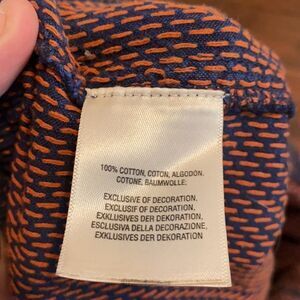 100% COTTON, COTON, ALGODÓN,
COTONE, BAUMWOLLE;
EXCLUSIVE OF DECORATION.
EXCLUSIF OF DECORATION.
EXKLUSIVES DER DEKORATION,
ESCLUSIVA DELLA DECORAZIONE
EXKLUSIVES DER DEKORATION.